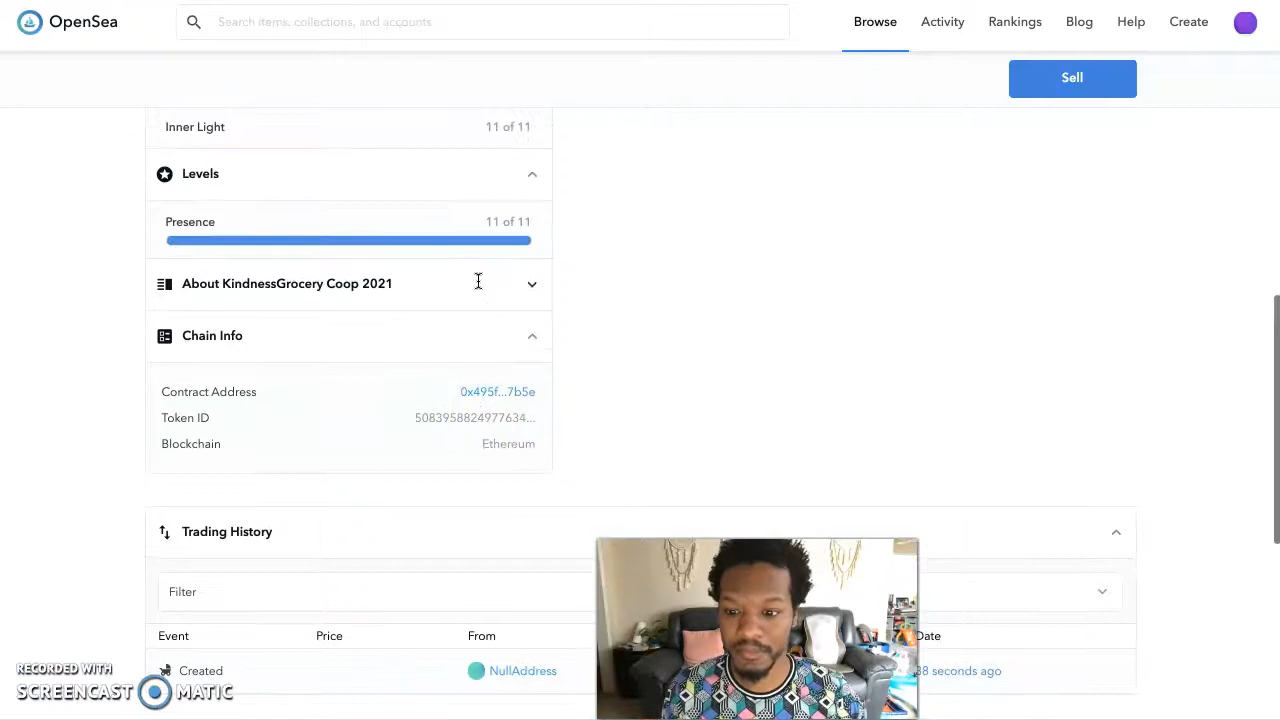 OpenSea
Search items, collections, and accounts
Browse
Activity
Rankings
Blog
Help
Create
Sell
Inner Light 11 of 11
Levels
Presence 11 of 11
About KindnessGrocery Coop 2021
Chain Info
Contract Address 0x495f...7b5e
Token ID 5083958824977634...
Blockchain Ethereum
Trading History
Filter
Event Price From Date
Created NullAddress 38 seconds ago
RECORDED WITH
SCREENCAST MATIC